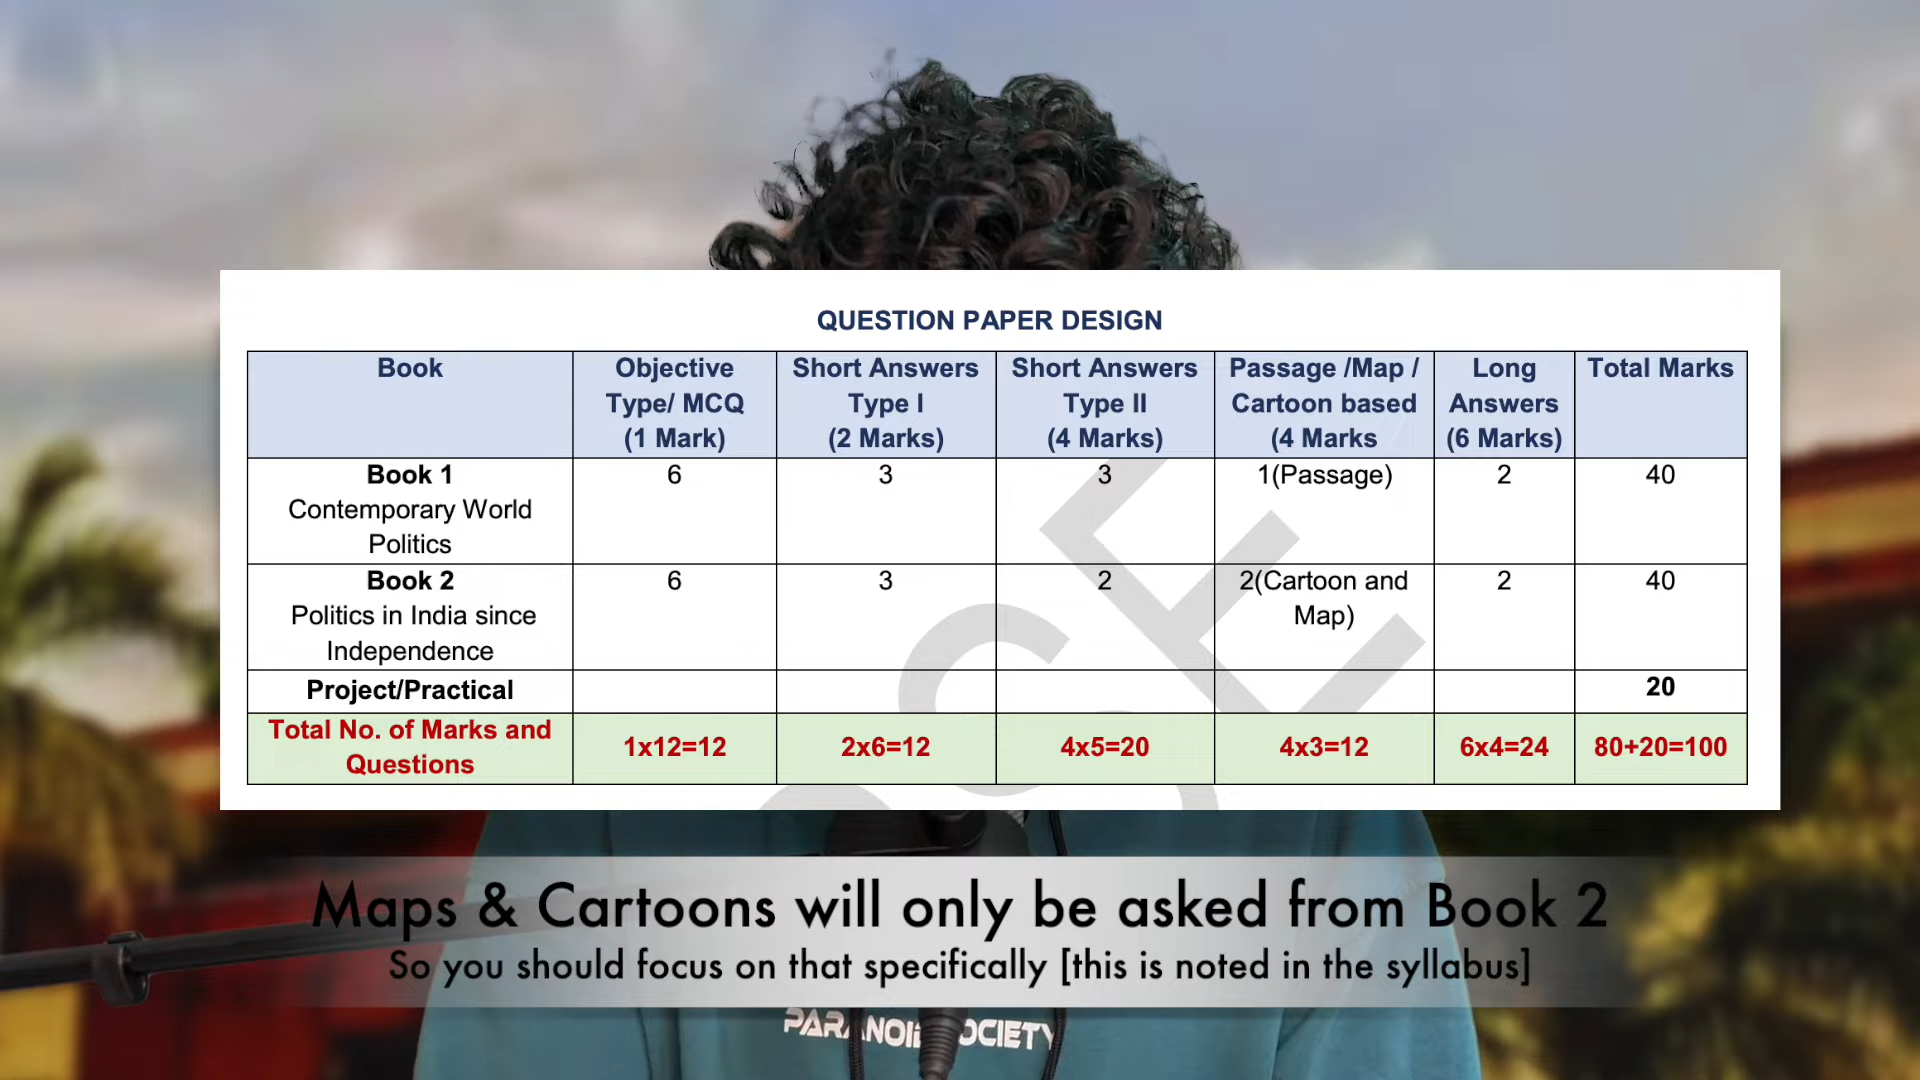 QUESTION PAPER DESIGN
Book
Objective
Type/ MCQ
(1 Mark)
Short Answers
Type I
(2 Marks)
Short Answers
Type II
(4 Marks)
Passage /Map /
Cartoon based
(4 Marks
Long
Answers
(6 Marks)
Total Marks
Book 1
Contemporary World
Politics
6
3
3
1(Passage)
2
40
Book 2
Politics in India since
Independence
6
3
2
2(Cartoon and
Map)
2
40
Project/Practical
20
Total No. of Marks and
Questions
1x12=12
2x6=12
4x5=20
4x3=12
6x4=24
80+20=100
Maps & Cartoons will only be asked from Book 2
So you should focus on that specifically [this is noted in the syllabus]